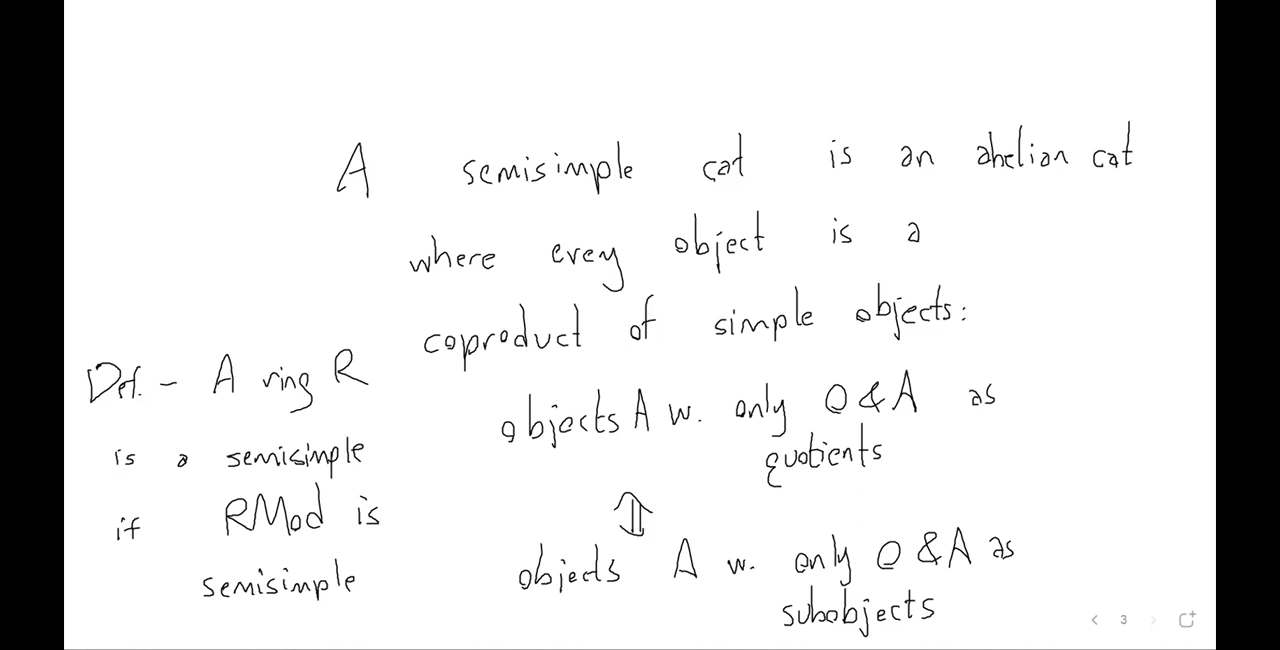 A semisimple cat is an abelian cat
where every object is a
coproduct of simple objects:
objects A w. only 0 & A as
quotients
⇕
objects A w. only 0 & A as
subobjects
Def. - A ring R
is a semisimple
if RMod is
semisimple
3